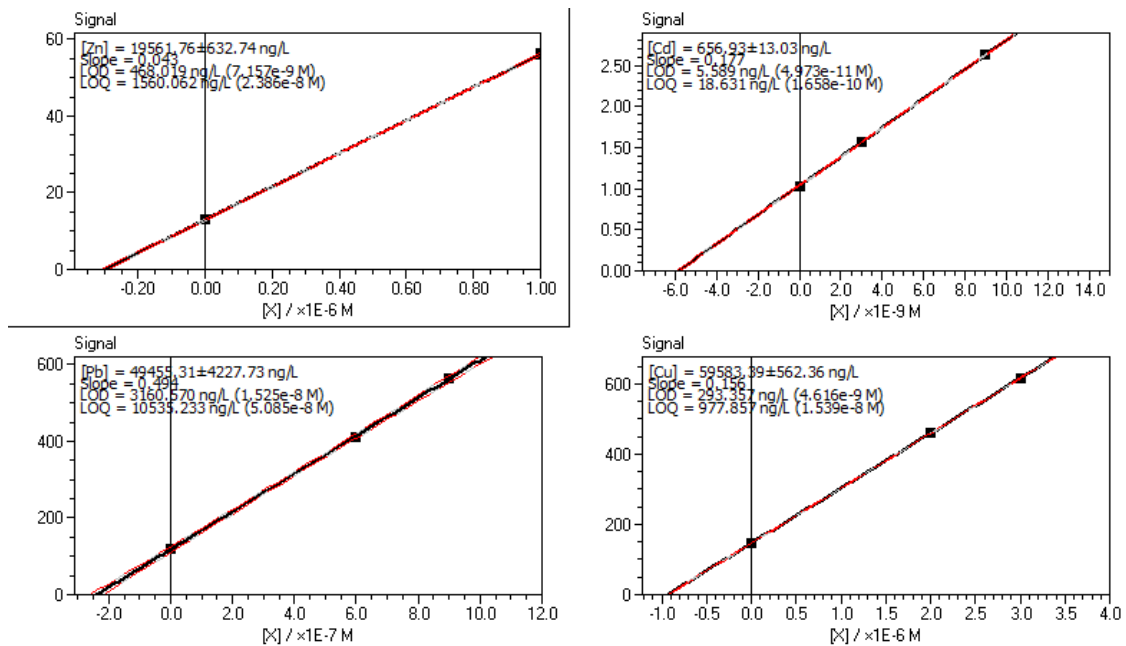 Signal
[Zn] = 19561.76±632.74 ng/L
Slope = 0.043
LOD = 468.019 ng/L (7.157e-9 M)
LOQ = 1560.062 ng/L (2.386e-8 M)
60
40
20
0
-0.20 0.00 0.20 0.40 0.60 0.80 1.00
[X] / ×1E-6 M
Signal
[Cd] = 656.93±13.03 ng/L
Slope = 0.177
LOD = 5.589 ng/L (4.973e-11 M)
LOQ = 18.631 ng/L (1.658e-10 M)
2.50
2.00
1.50
1.00
0.00
-6.0 -4.0 -2.0 0.0 2.0 4.0 6.0 8.0 10.0 12.0 14.0
[X] / ×1E-9 M
Signal
[Pb] = 49455.31±4227.73 ng/L
Slope = 0.494
LOD = 3160.570 ng/L (1.525e-8 M)
LOQ = 10535.233 ng/L (5.085e-8 M)
600
400
200
0
-2.0 0.0 2.0 4.0 6.0 8.0 10.0 12.0
[X] / ×1E-7 M
Signal
[Cu] = 59583.39±562.36 ng/L
Slope = 0.156
LOD = 293.357 ng/L (4.616e-9 M)
LOQ = 977.857 ng/L (1.539e-8 M)
600
400
200
0
-1.0 -0.5 0.0 0.5 1.0 1.5 2.0 2.5 3.0 3.5 4.0
[X] / ×1E-6 M